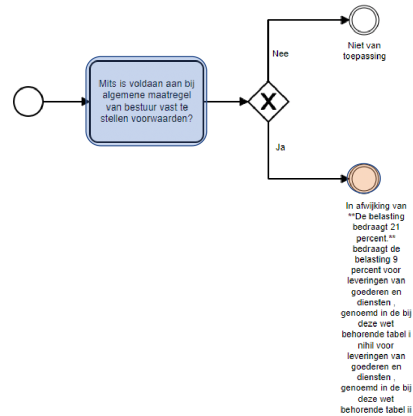 Nee
Niet van
toepassing
Mits is voldaan aan bij
algemene maatregel
van bestuur vast te
stellen voorwaarden?
X
Ja
In afwijking van
**De belasting
bedraagt 21
percent.**
bedraagt de
belasting 9
percent voor
leveringen van
goederen en
diensten ,
genoemd in de bij
deze wet
behorende tabel i
nihil voor
leveringen van
goederen en
diensten ,
genoemd in de bij
deze wet
behorende tabel ii